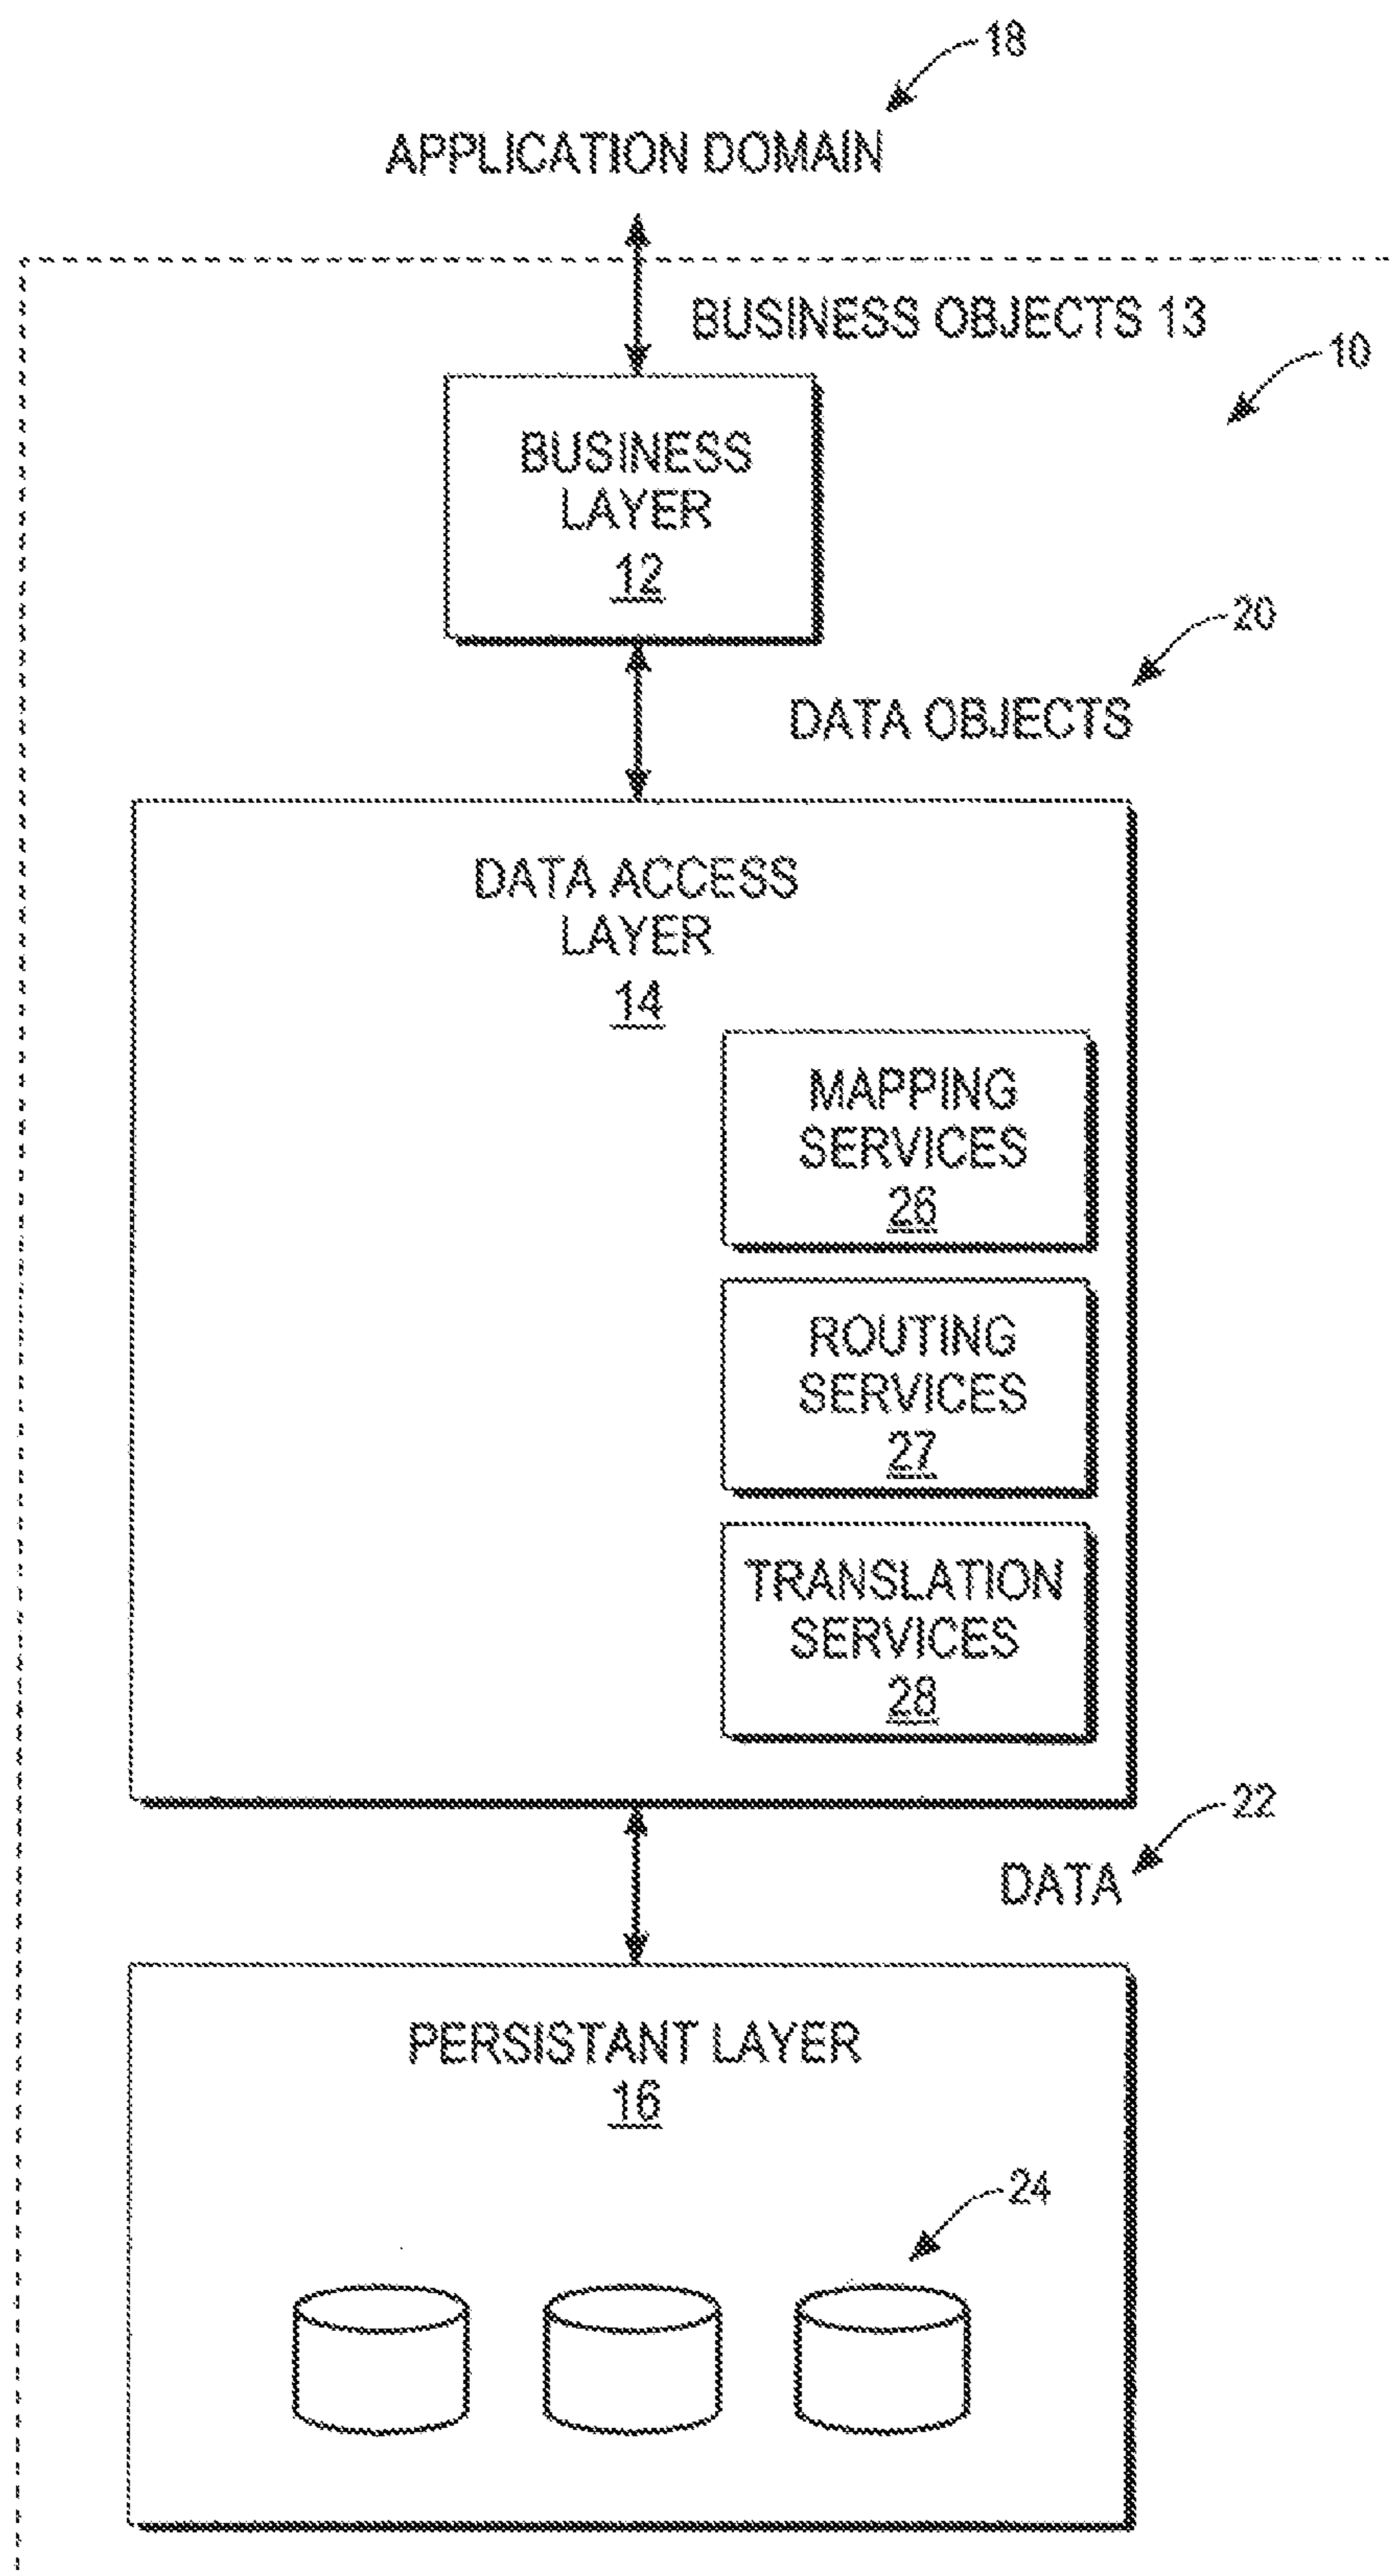 18
APPLICATION DOMAIN
BUSINESS OBJECTS 13
10
BUSINESS
LAYER
12
20
DATA OBJECTS
DATA ACCESS
LAYER
14
MAPPING
SERVICES
26
ROUTING
SERVICES
27
TRANSLATION
SERVICES
28
22
DATA
PERSISTANT LAYER
16
24